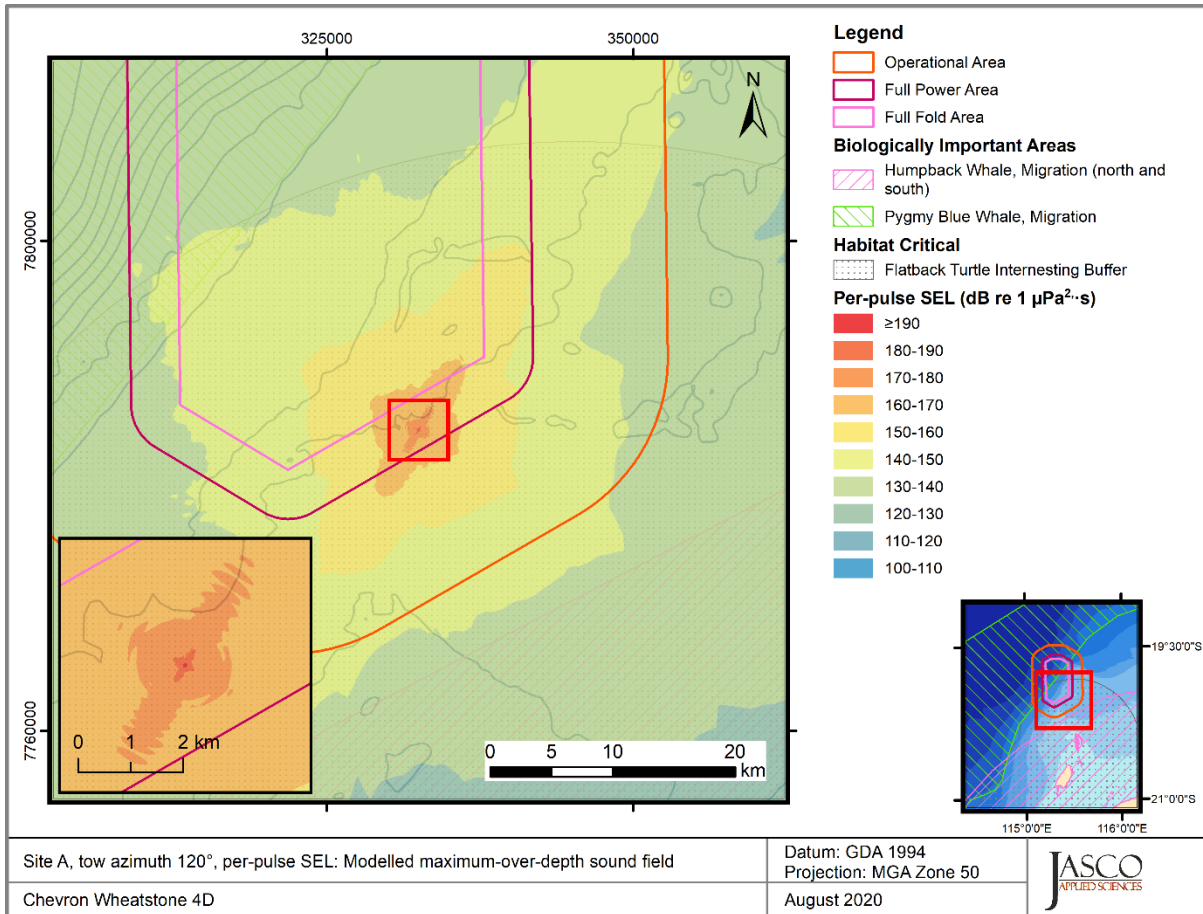 325000
350000
7800000
7760000
N
0 1 2 km
0 5 10 20
km
Legend
Operational Area
Full Power Area
Full Fold Area
Biologically Important Areas
Humpback Whale, Migration (north and
south)
Pygmy Blue Whale, Migration
Habitat Critical
Flatback Turtle Internesting Buffer
Per-pulse SEL (dB re 1 µPa²·s)
≥190
180-190
170-180
160-170
150-160
140-150
130-140
120-130
110-120
100-110
19°30'0"S
21°0'0"S
115°0'0"E
116°0'0"E
Site A, tow azimuth 120°, per-pulse SEL: Modelled maximum-over-depth sound field
Chevron Wheatstone 4D
Datum: GDA 1994
Projection: MGA Zone 50
August 2020
JASCO
APPLIED SCIENCES